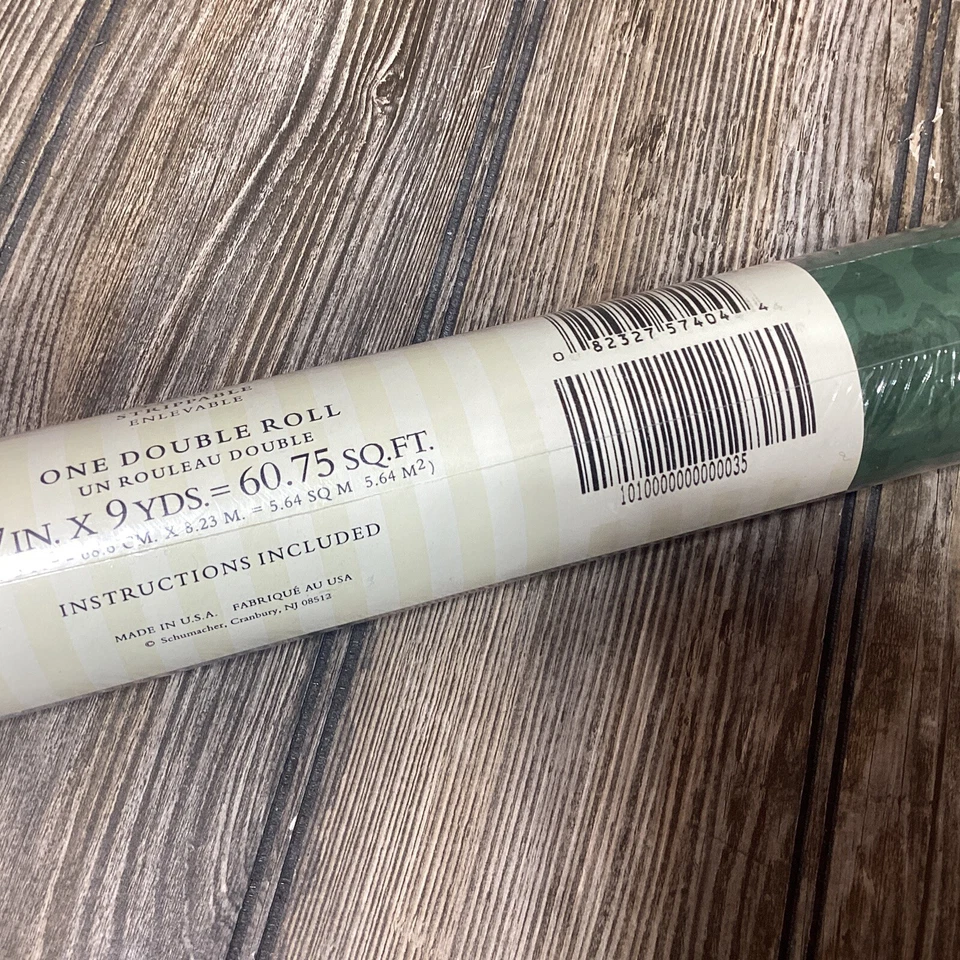 STRIPPABLE
ENLEVABLE
ONE DOUBLE ROLL
UN ROULEAU DOUBLE
IN. X 9 YDS. = 60.75 SQ.FT.
CM. X 8.23 M. = 5.64 SQ M 5.64 M²)
INSTRUCTIONS INCLUDED
MADE IN U.S.A. FABRIQUÉ AU USA
© Schumacher, Cranbury, NJ 08512
0 82327 57404 4
1010000000000035